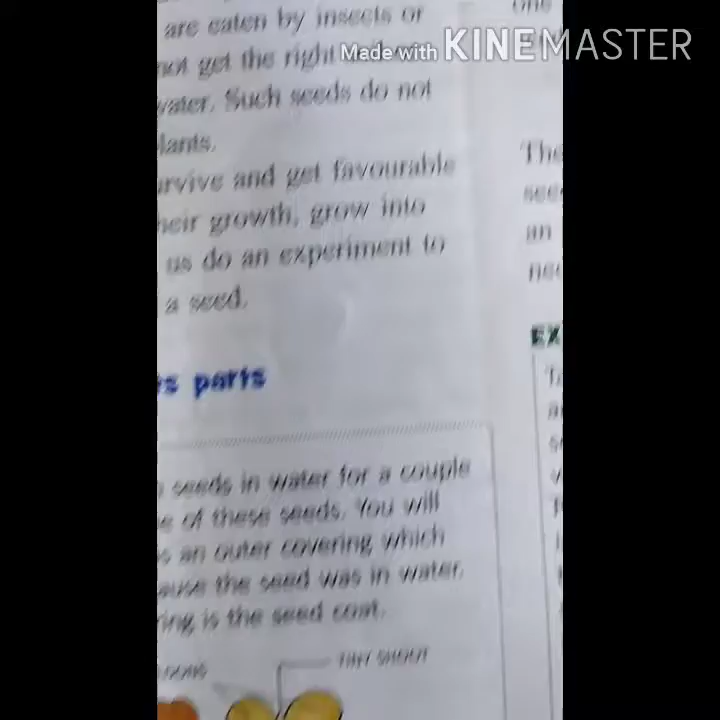 are eaten by insects or
not get the right
Made with KINEMASTER
water. Such seeds do not
lants.
urvive and get favourable
heir growth, grow into
us do an experiment to
a seed.
s parts
seeds in water for a couple
e of these seeds. You will
s an outer covering which
ause the seed was in water.
ring is the seed coat.
one
The
see
an
nee
EX